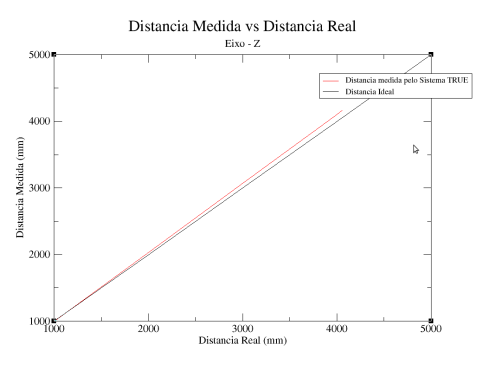 Distancia Medida vs Distancia Real
Eixo - Z
5000
4000
3000
2000
1000
Distancia Medida (mm)
Distancia medida pelo Sistema TRUE
Distancia Ideal
1000 2000 3000 4000 5000
Distancia Real (mm)